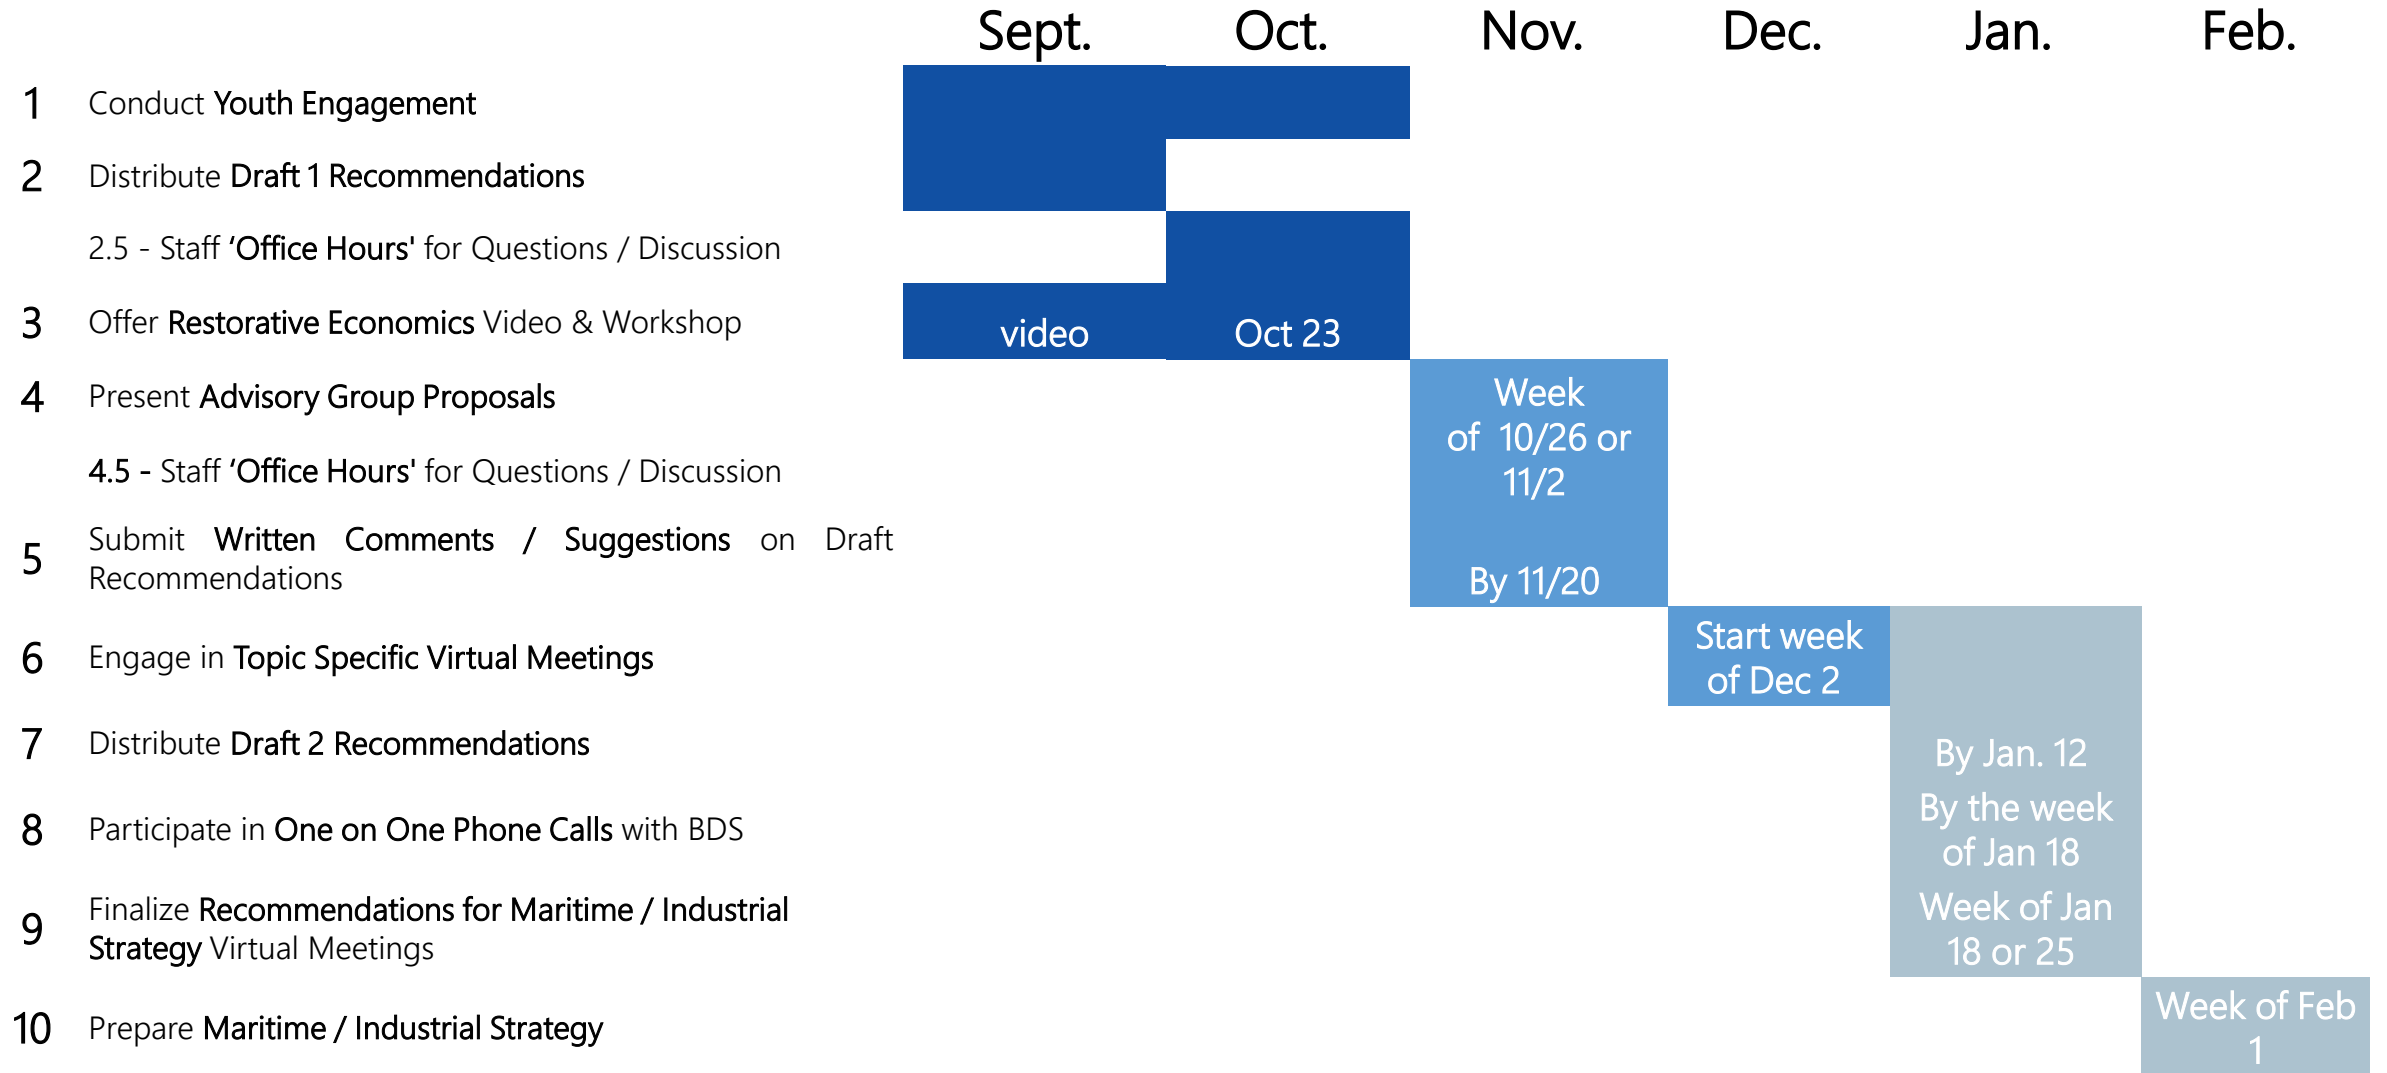 Sept. Oct. Nov. Dec. Jan. Feb.
1 Conduct Youth Engagement
2 Distribute Draft 1 Recommendations
2.5 - Staff ‘Office Hours' for Questions / Discussion
3 Offer Restorative Economics Video & Workshop video Oct 23
4 Present Advisory Group Proposals
Week
of 10/26 or
11/2
4.5 - Staff ‘Office Hours' for Questions / Discussion
5 Submit Written Comments / Suggestions on Draft
Recommendations
By 11/20
6 Engage in Topic Specific Virtual Meetings
Start week
of Dec 2
7 Distribute Draft 2 Recommendations
By Jan. 12
8 Participate in One on One Phone Calls with BDS
By the week
of Jan 18
9 Finalize Recommendations for Maritime / Industrial
Strategy Virtual Meetings
Week of Jan
18 or 25
10 Prepare Maritime / Industrial Strategy
Week of Feb
1